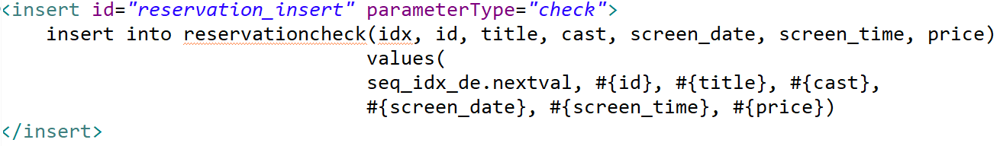 <insert id="reservation_insert" parameterType="check">
insert into reservationcheck(idx, id, title, cast, screen_date, screen_time, price)
values(
seq_idx_de.nextval, #{id}, #{title}, #{cast},
#{screen_date}, #{screen_time}, #{price})
</insert>